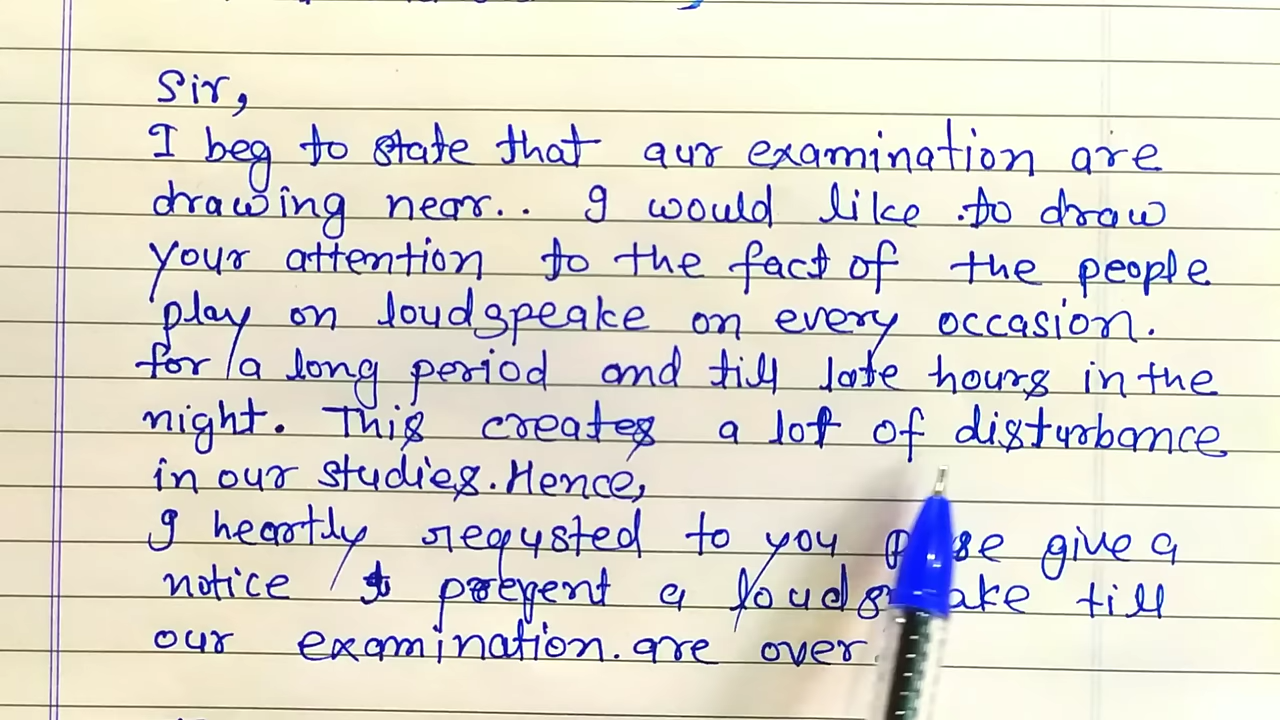 Sir,
I beg to state that our examination are
drawing near.. I would like to draw
your attention to the fact of the people
play on loudspeake on every occasion.
for a long period and till late hours in the
night. This creates a lot of disturbance
in our studies. Hence,
I heartly requsted to you give a
notice to prevent a till
our examination. are over